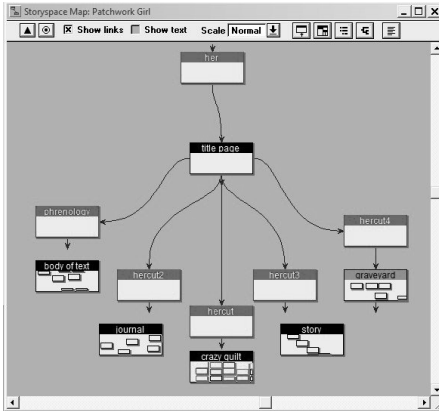 Storyspace Map: Patchwork Girl
Show links Show text Scale Normal
her
title page
phrenology
hercut4
body of text
hercut2
hercut3
graveyard
hercut
journal
story
crazy quilt